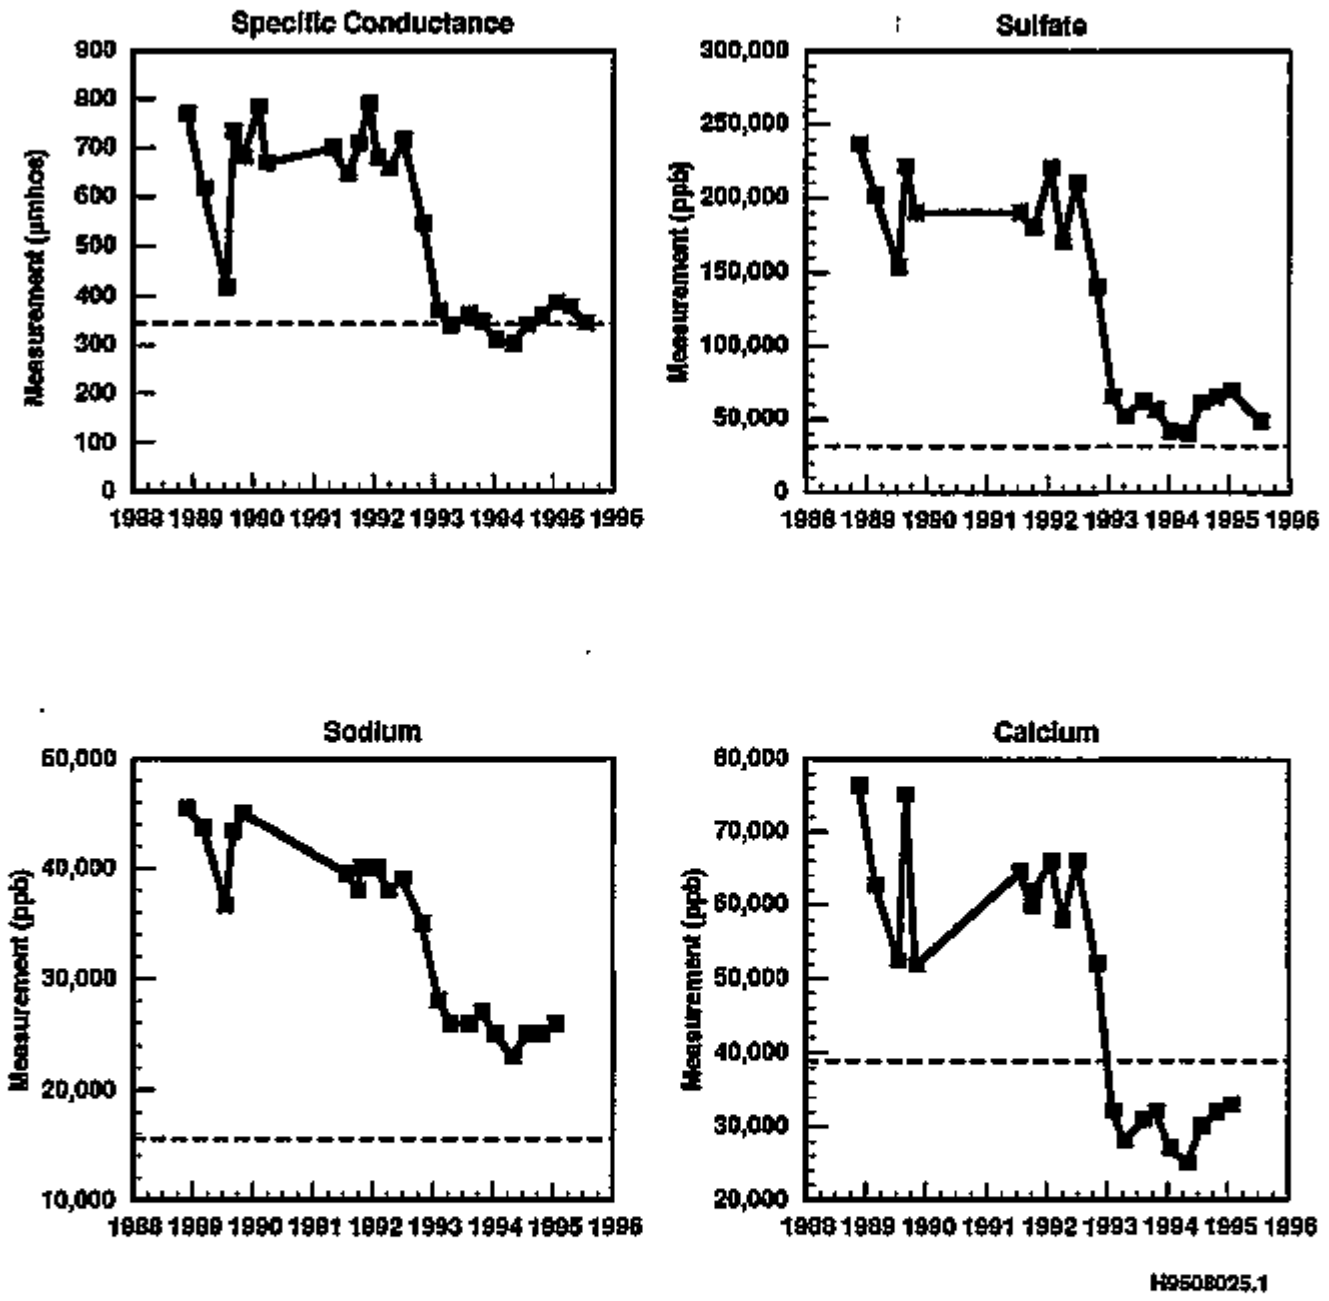 Specific Conductance
900
800
700
600
500
400
300
200
100
0
Measurement (µmhos)
1988 1989 1990 1991 1992 1993 1994 1995 1996
Sulfate
300,000
250,000
200,000
150,000
100,000
50,000
0
Measurement (ppb)
1988 1989 1990 1991 1992 1993 1994 1995 1996
Sodium
50,000
40,000
30,000
20,000
10,000
Measurement (ppb)
1988 1989 1990 1991 1992 1993 1994 1995 1996
Calcium
80,000
70,000
60,000
50,000
40,000
30,000
20,000
Measurement (ppb)
1988 1989 1990 1991 1992 1993 1994 1995 1996
H9508025.1